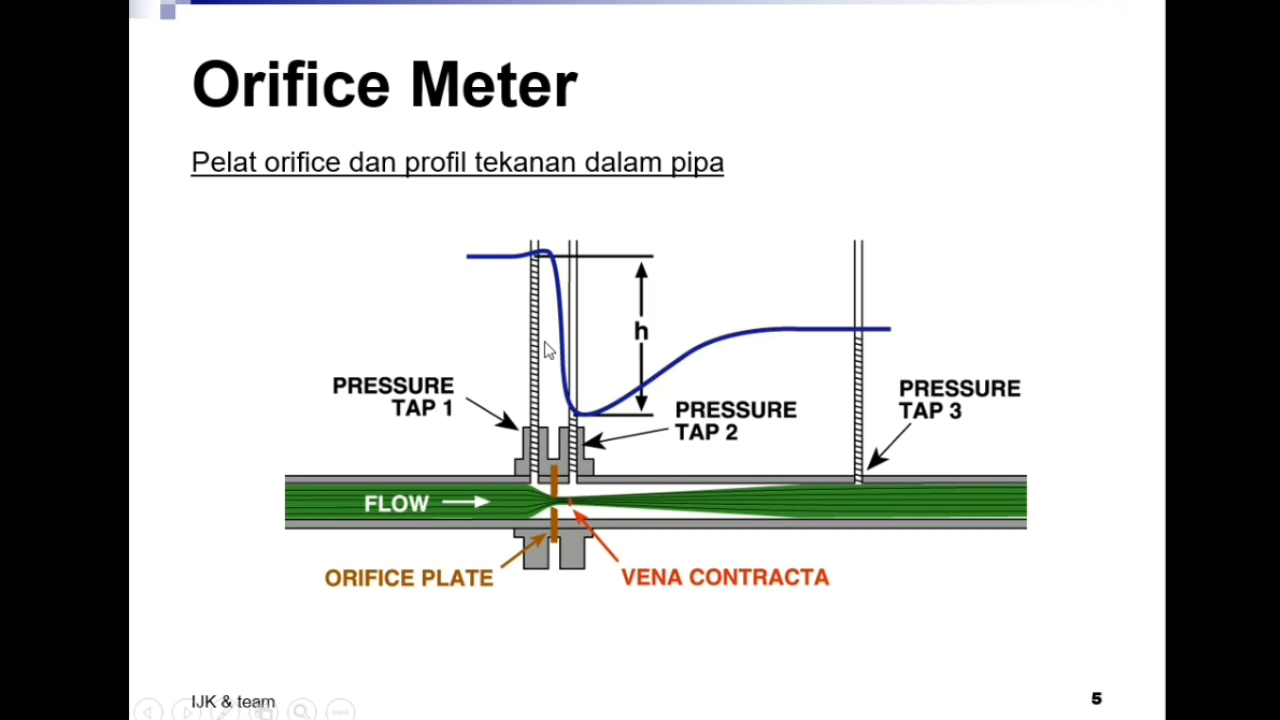 Orifice Meter
Pelat orifice dan profil tekanan dalam pipa
h
PRESSURE
TAP 1
PRESSURE
TAP 2
PRESSURE
TAP 3
FLOW
ORIFICE PLATE
VENA CONTRACTA
IJK & team
5